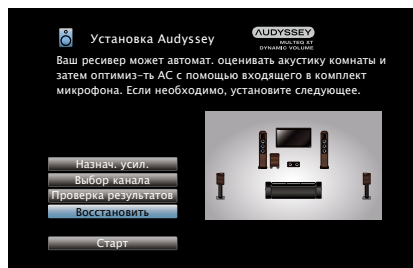 Установка Audyssey
AUDYSSEY
MULTEQ XT
DYNAMIC VOLUME
Ваш ресивер может автомат. оценивать акустику комнаты и
затем оптимиз-ть АС с помощью входящего в комплект
микрофона. Если необходимо, установите следующее.
Назнач. усил.
Выбор канала
Проверка результатов
Восстановить
Старт